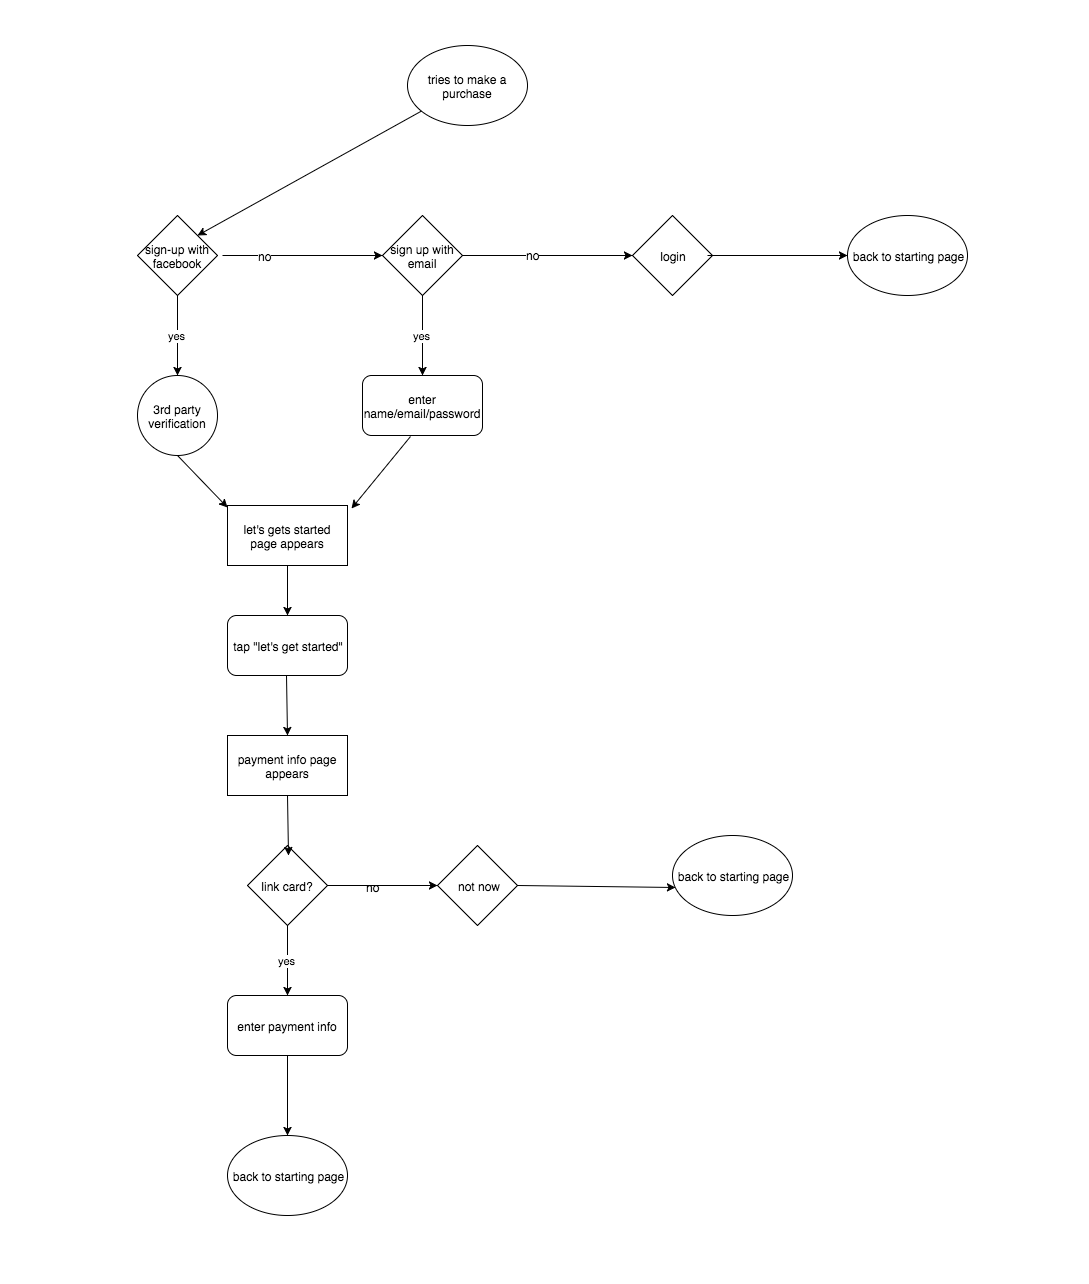 tries to make a
purchase
sign-up with
facebook
no
sign up with
email
no
login
back to starting page
yes
yes
3rd party
verification
enter
name/email/password
let's gets started
page appears
tap "let's get started"
payment info page
appears
link card?
no
not now
back to starting page
yes
enter payment info
back to starting page